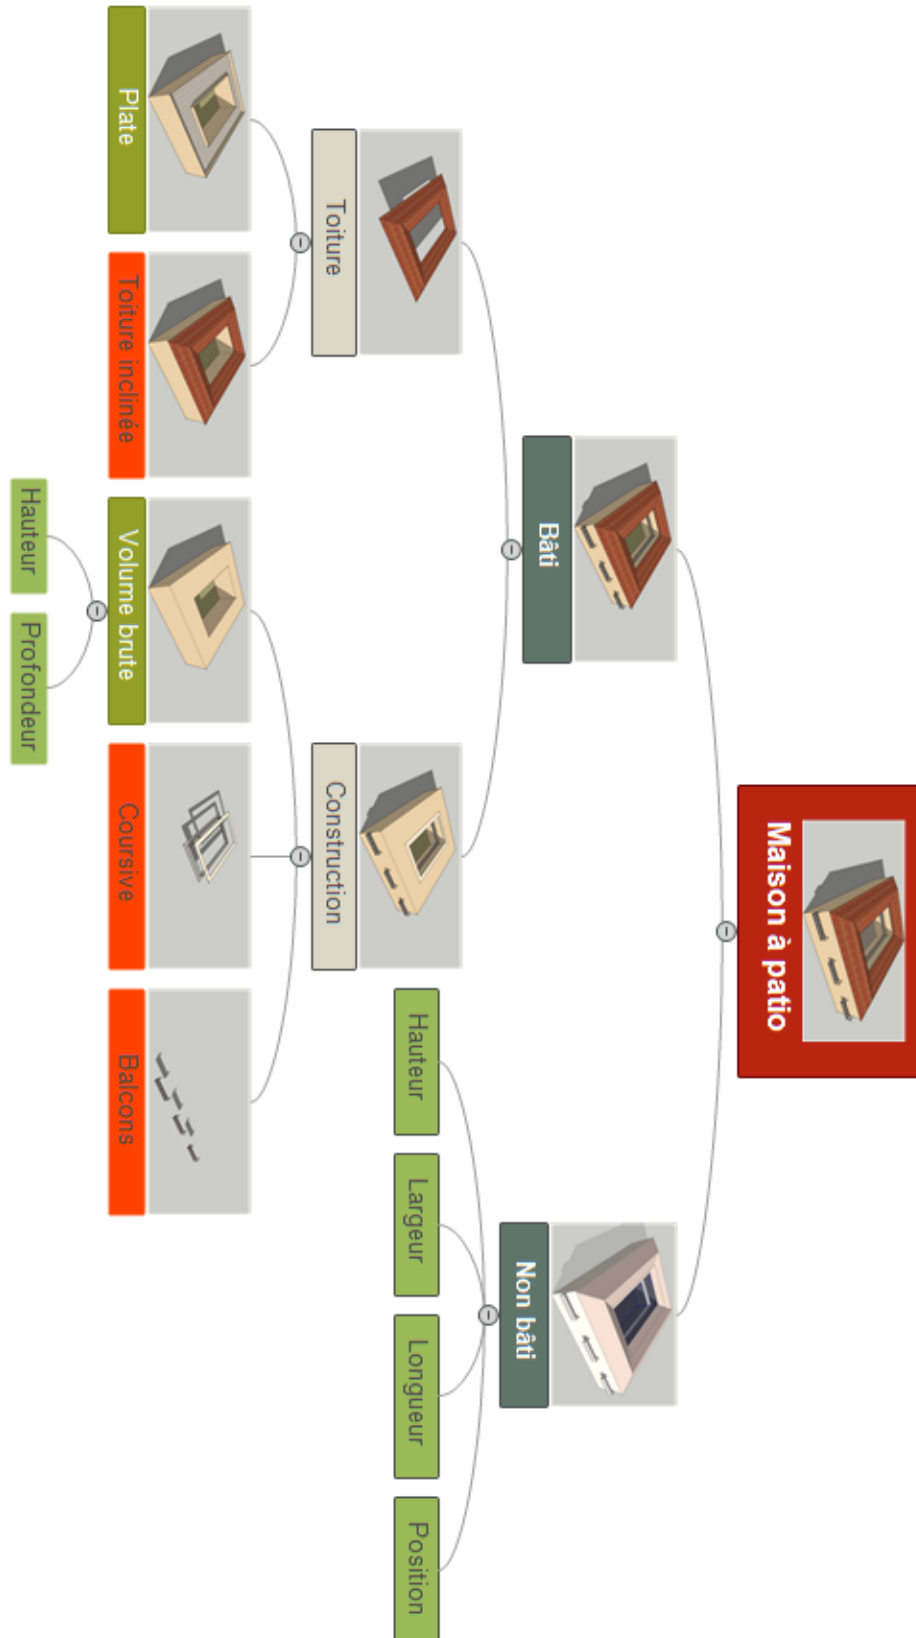 Maison à patio
Bâti
Non bâti
Toiture
Construction
Hauteur
Largeur
Longueur
Position
Plate
Toiture inclinée
Volume brute
Coursive
Balcons
Hauteur
Profondeur